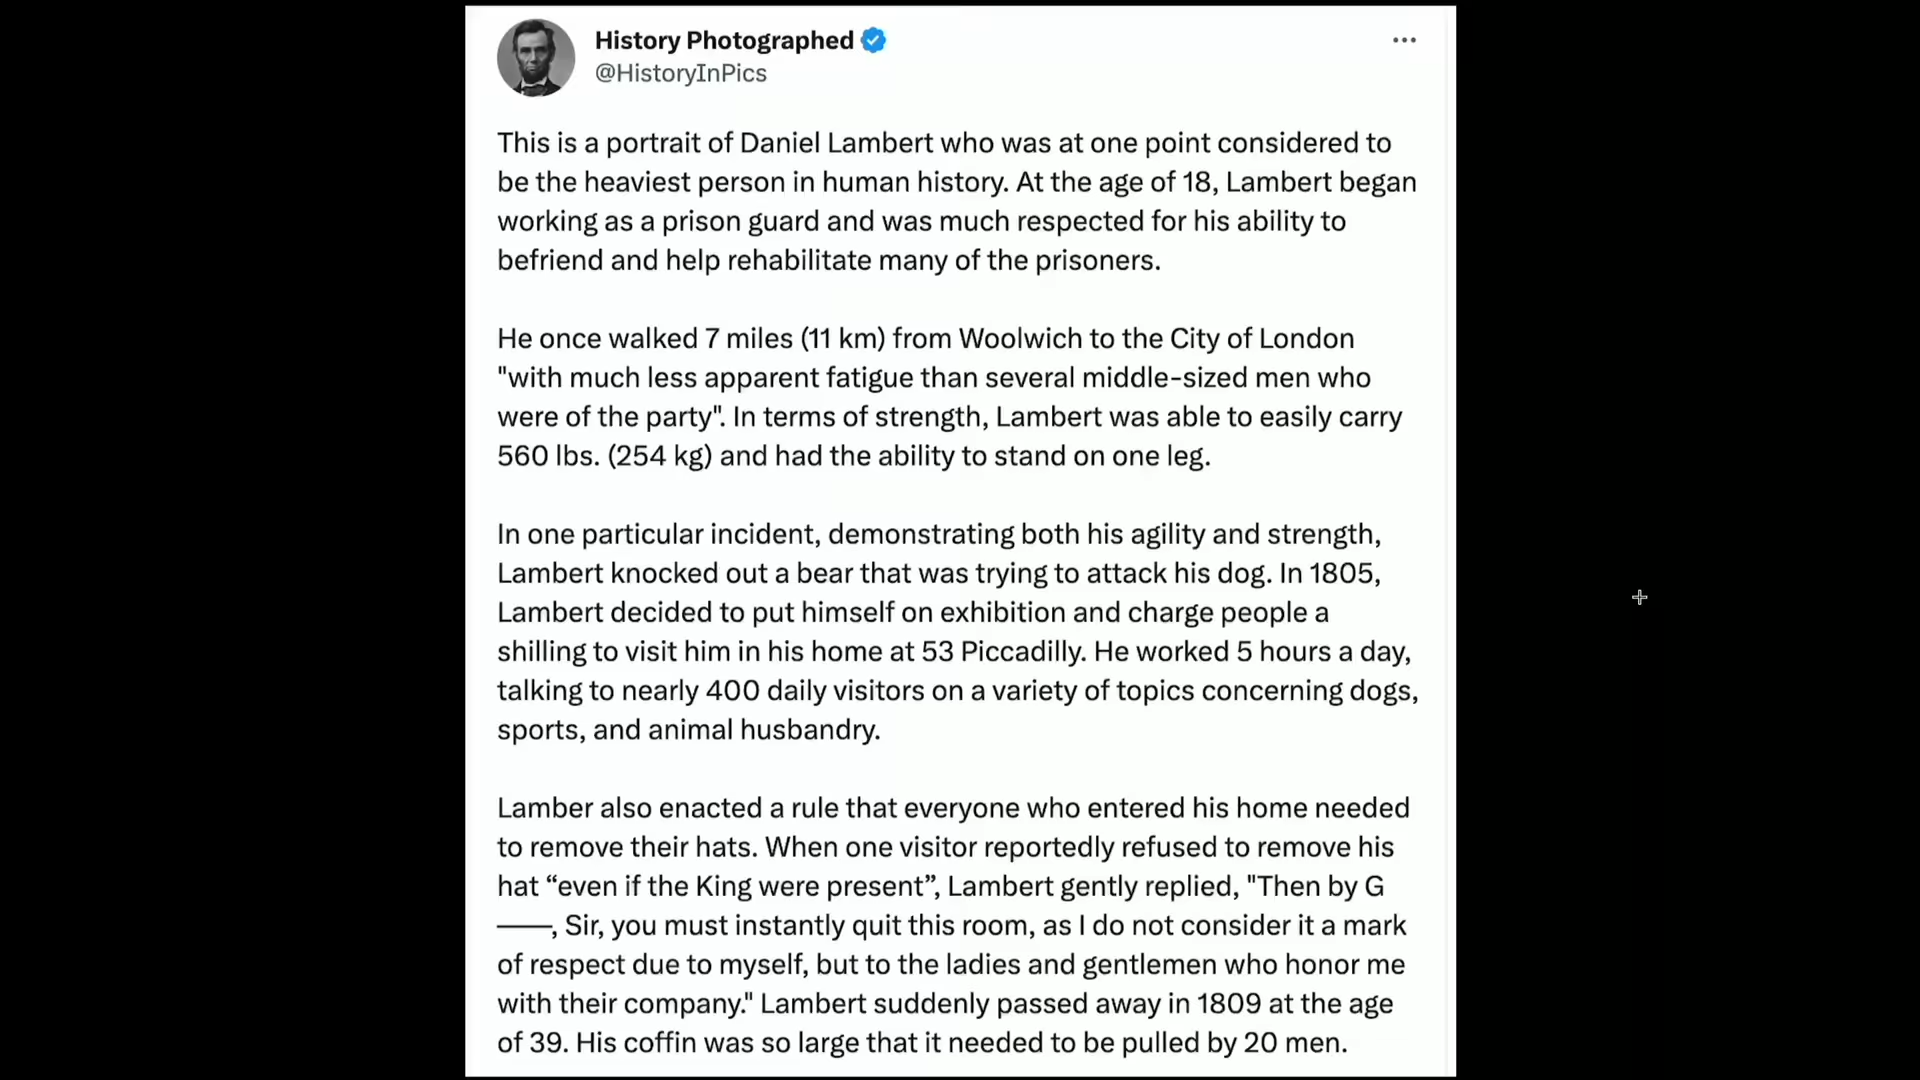 History Photographed
@HistoryInPics
This is a portrait of Daniel Lambert who was at one point considered to
be the heaviest person in human history. At the age of 18, Lambert began
working as a prison guard and was much respected for his ability to
befriend and help rehabilitate many of the prisoners.
He once walked 7 miles (11 km) from Woolwich to the City of London
"with much less apparent fatigue than several middle-sized men who
were of the party". In terms of strength, Lambert was able to easily carry
560 lbs. (254 kg) and had the ability to stand on one leg.
In one particular incident, demonstrating both his agility and strength,
Lambert knocked out a bear that was trying to attack his dog. In 1805,
Lambert decided to put himself on exhibition and charge people a
shilling to visit him in his home at 53 Piccadilly. He worked 5 hours a day,
talking to nearly 400 daily visitors on a variety of topics concerning dogs,
sports, and animal husbandry.
Lamber also enacted a rule that everyone who entered his home needed
to remove their hats. When one visitor reportedly refused to remove his
hat “even if the King were present”, Lambert gently replied, "Then by G
——, Sir, you must instantly quit this room, as I do not consider it a mark
of respect due to myself, but to the ladies and gentlemen who honor me
with their company." Lambert suddenly passed away in 1809 at the age
of 39. His coffin was so large that it needed to be pulled by 20 men.